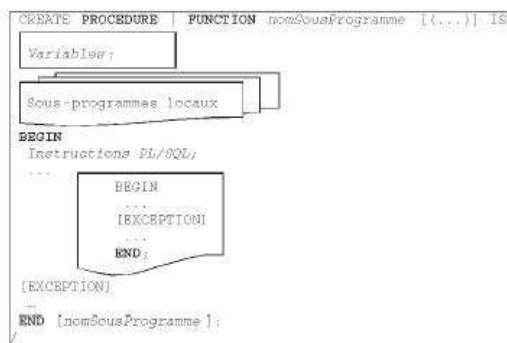 CREATE PROCEDURE | FUNCTION nomSousProgramme [(...)] IS
Variables;
Sous-programmes locaux
BEGIN
Instructions PL/SQL;
...
BEGIN
...
[EXCEPTION]
...
END;
[EXCEPTION]
…
END [nomSousProgramme];
/